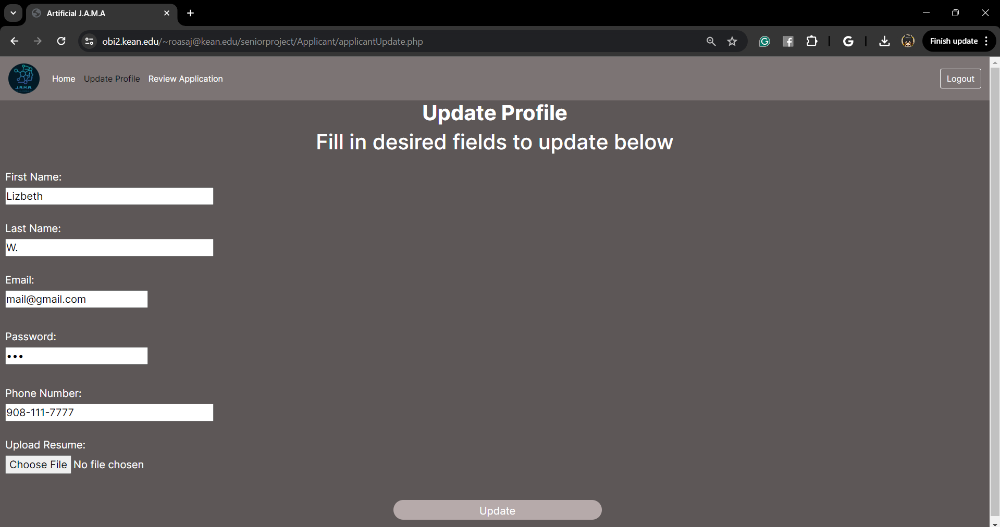 Artificial J.A.M.A
obi2.kean.edu/~roasaj@kean.edu/seniorproject/Applicant/applicantUpdate.php
Finish update
J.A.M.A.
Home Update Profile Review Application
Logout
Update Profile
Fill in desired fields to update below
First Name:
Lizbeth
Last Name:
W.
Email:
mail@gmail.com
Password:
•••
Phone Number:
908-111-7777
Upload Resume:
Choose File No file chosen
Update